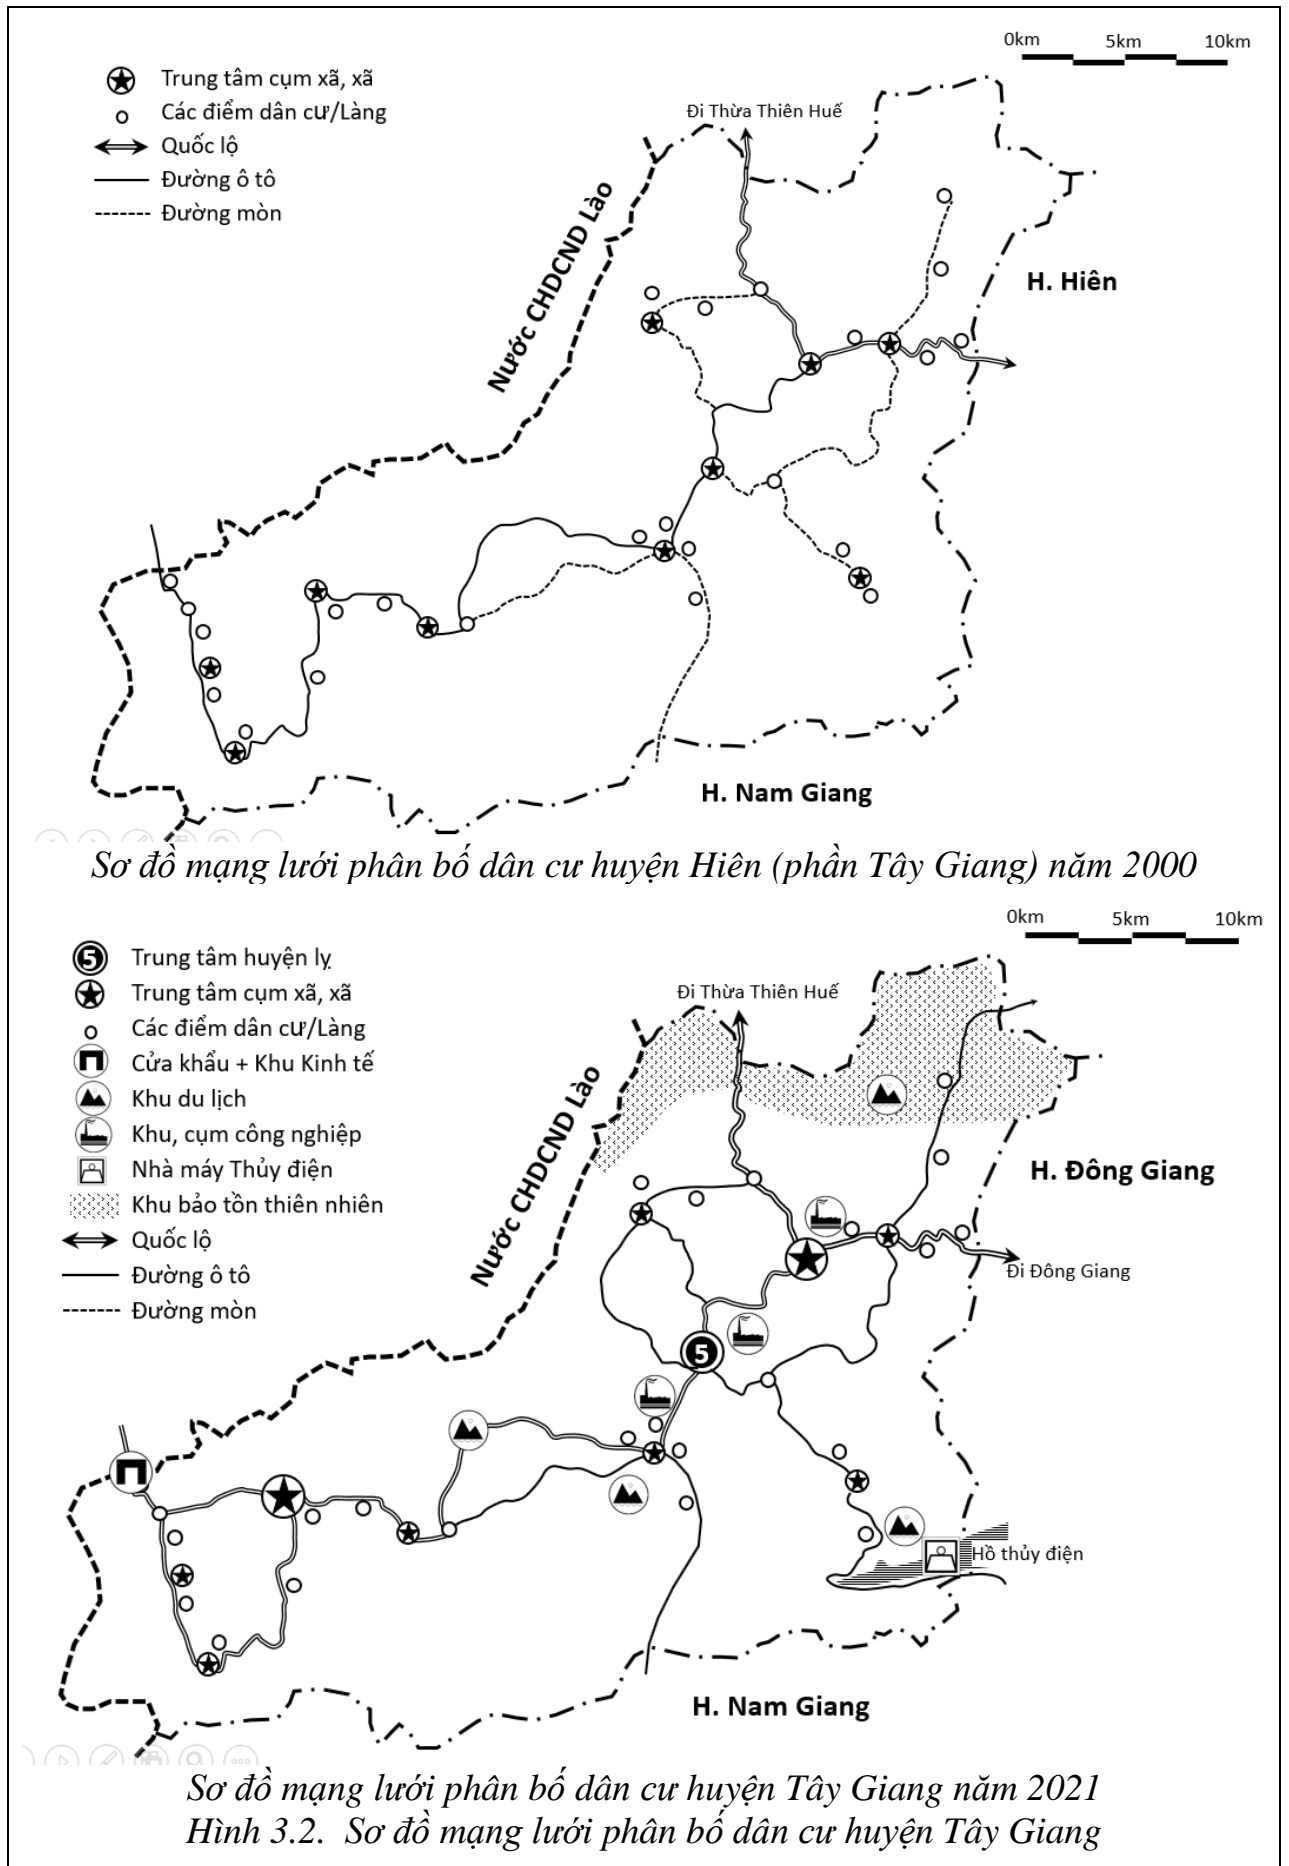 0km 5km 10km
Trung tâm cụm xã, xã
Các điểm dân cư/Làng
Quốc lộ
Đường ô tô
Đường mòn
Đi Thừa Thiên Huế
Nước CHDCND Lào
H. Hiên
H. Nam Giang
Sơ đồ mạng lưới phân bố dân cư huyện Hiên (phần Tây Giang) năm 2000
0km 5km 10km
5 Trung tâm huyện lỵ
Trung tâm cụm xã, xã
Các điểm dân cư/Làng
Cửa khẩu + Khu Kinh tế
Khu du lịch
Khu, cụm công nghiệp
Nhà máy Thủy điện
Khu bảo tồn thiên nhiên
Quốc lộ
Đường ô tô
Đường mòn
Đi Thừa Thiên Huế
Nước CHDCND Lào
H. Đông Giang
Đi Đông Giang
5
Hồ thủy điện
H. Nam Giang
Sơ đồ mạng lưới phân bố dân cư huyện Tây Giang năm 2021
Hình 3.2. Sơ đồ mạng lưới phân bố dân cư huyện Tây Giang